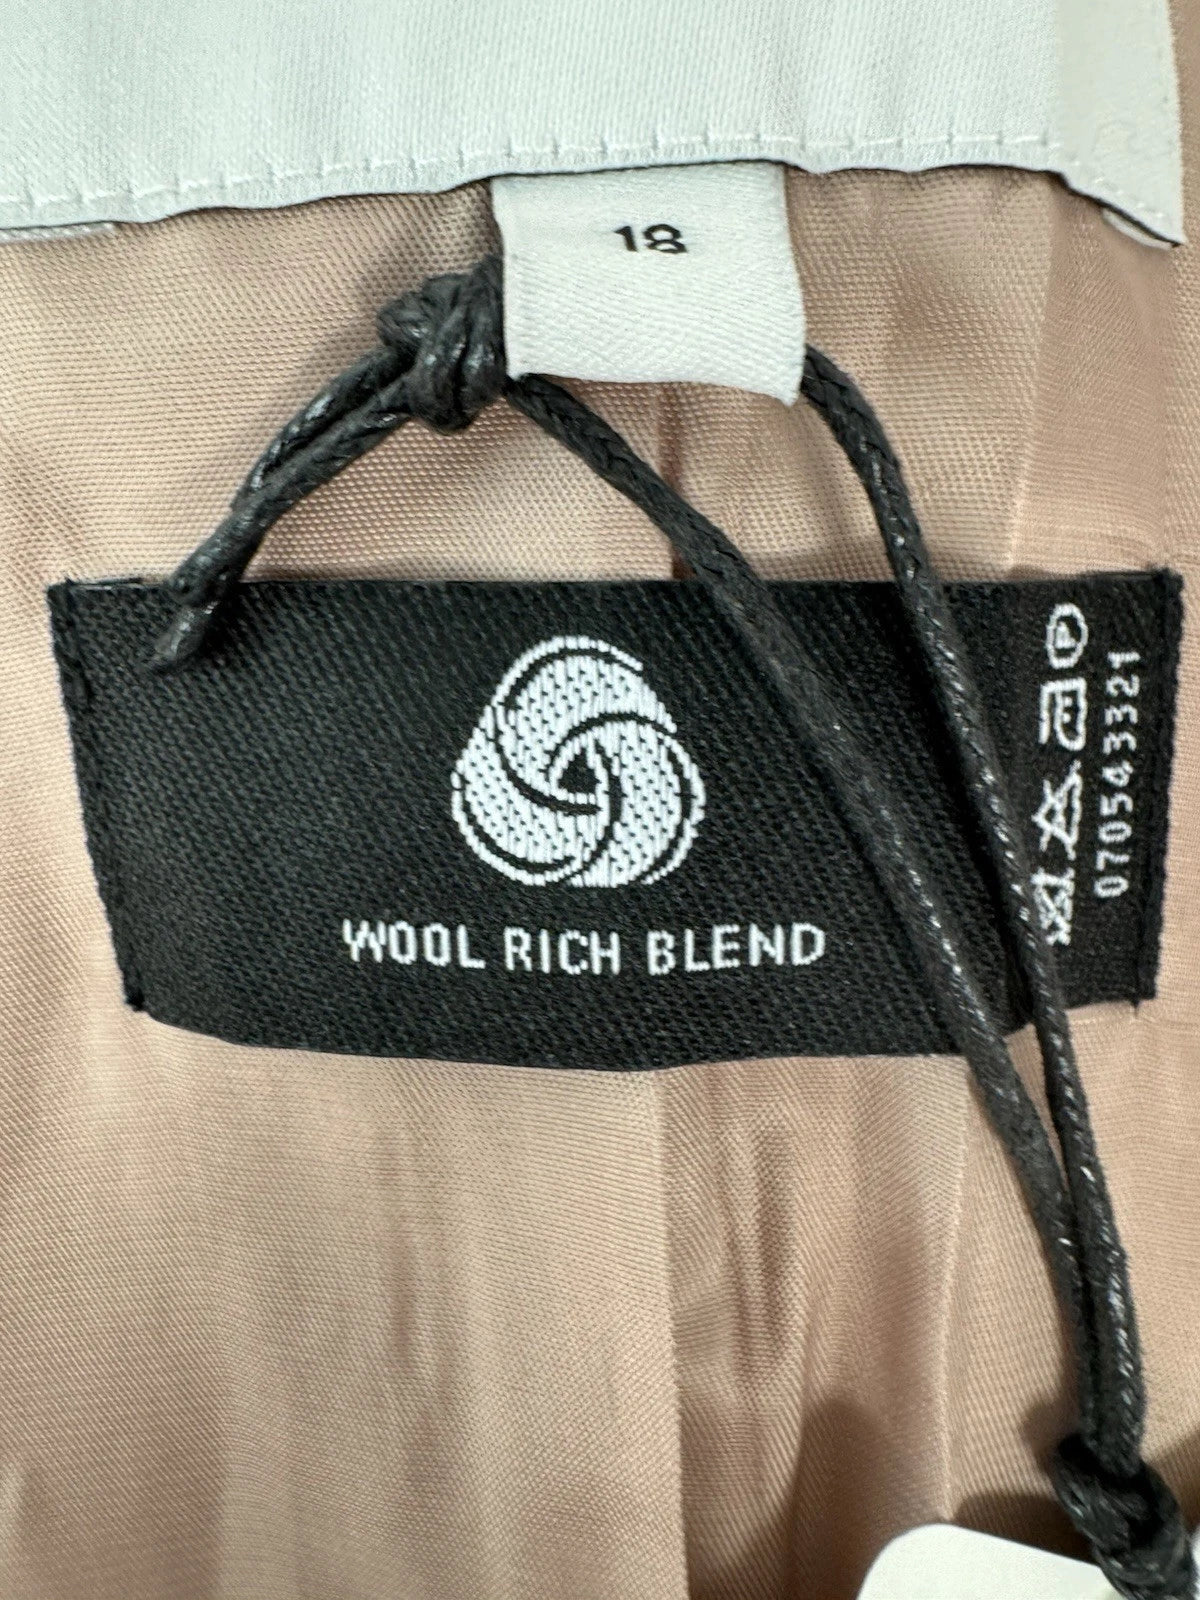 18
WOOL RICH BLEND
P
070543321